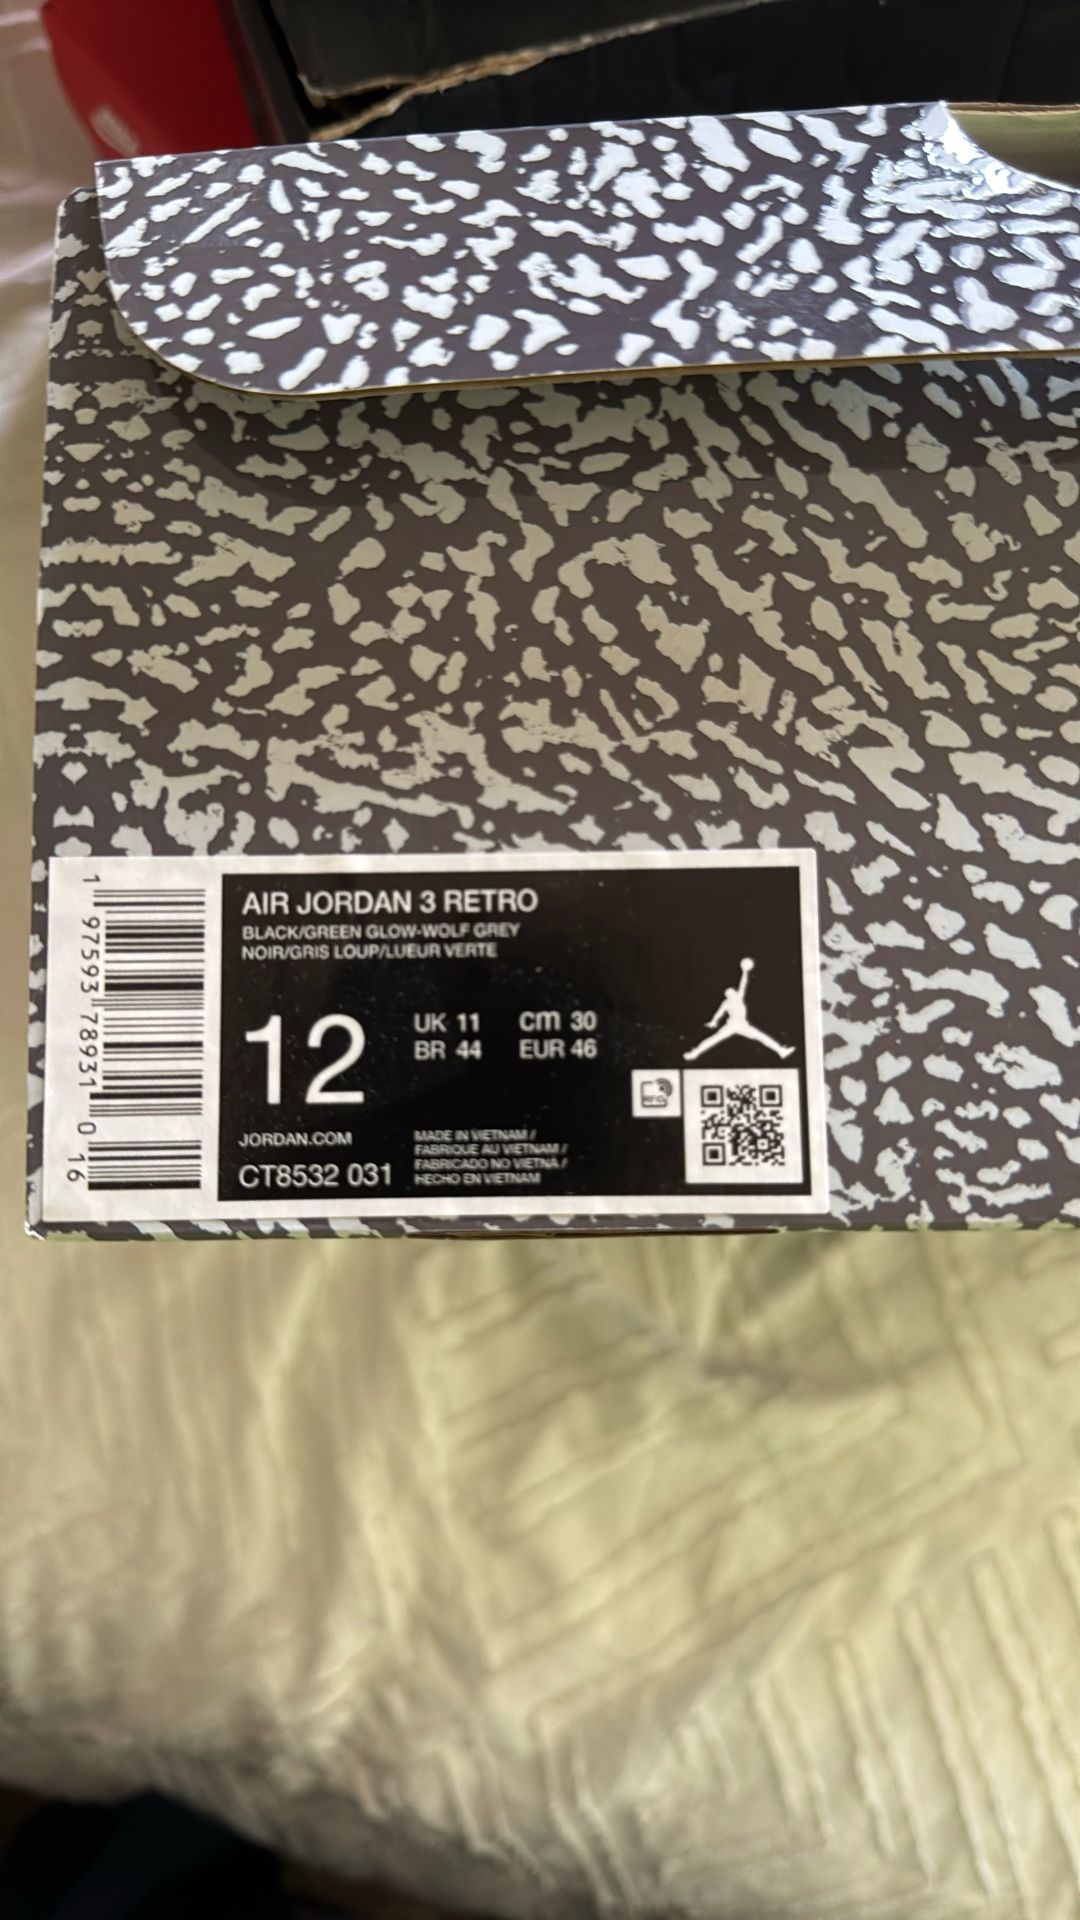 AIR JORDAN 3 RETRO
BLACK/GREEN GLOW-WOLF GREY
NOIR/GRIS LOUP/LUEUR VERTE
12
UK 11 cm 30
BR 44 EUR 46
RFID
JORDAN.COM
CT8532 031
MADE IN VIETNAM /
FABRIQUE AU VIETNAM /
FABRICADO NO VIETNÃ /
HECHO EN VIETNAM
1 97593 78931 0 16